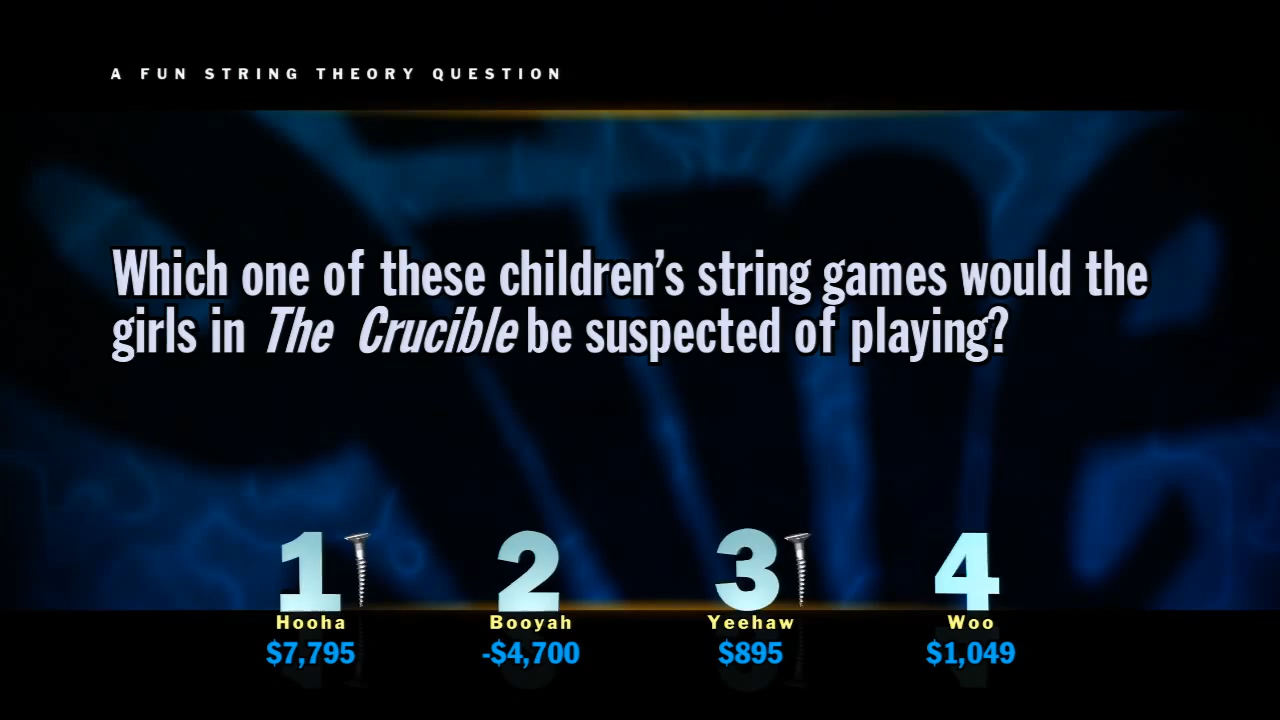 A FUN STRING THEORY QUESTION
Which one of these children's string games would the
girls in The Crucible be suspected of playing?
1 2 3 4
Hooha Booyah Yeehaw Woo
$7,795 -$4,700 $895 $1,049